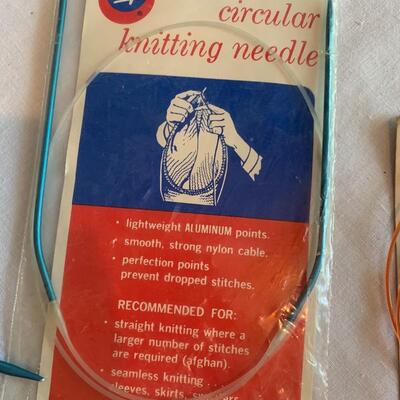 circular
knitting needle
• lightweight ALUMINUM points.
• smooth, strong nylon cable.
• perfection points
prevent dropped stitches.
RECOMMENDED FOR:
• straight knitting where a
larger number of stitches
are required (afghan).
• seamless knitting . . .
sleeves, skirts,